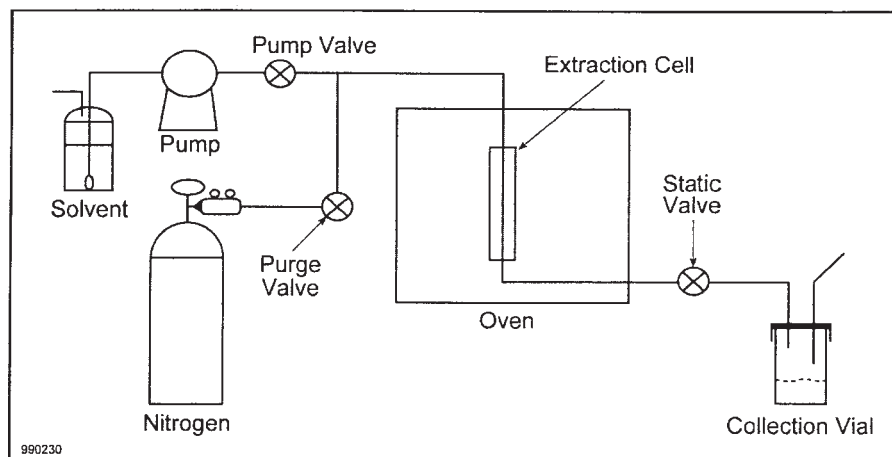 Pump Valve
Extraction Cell
Pump
Solvent
Static
Valve
Purge
Valve
Oven
Nitrogen
Collection Vial
990230